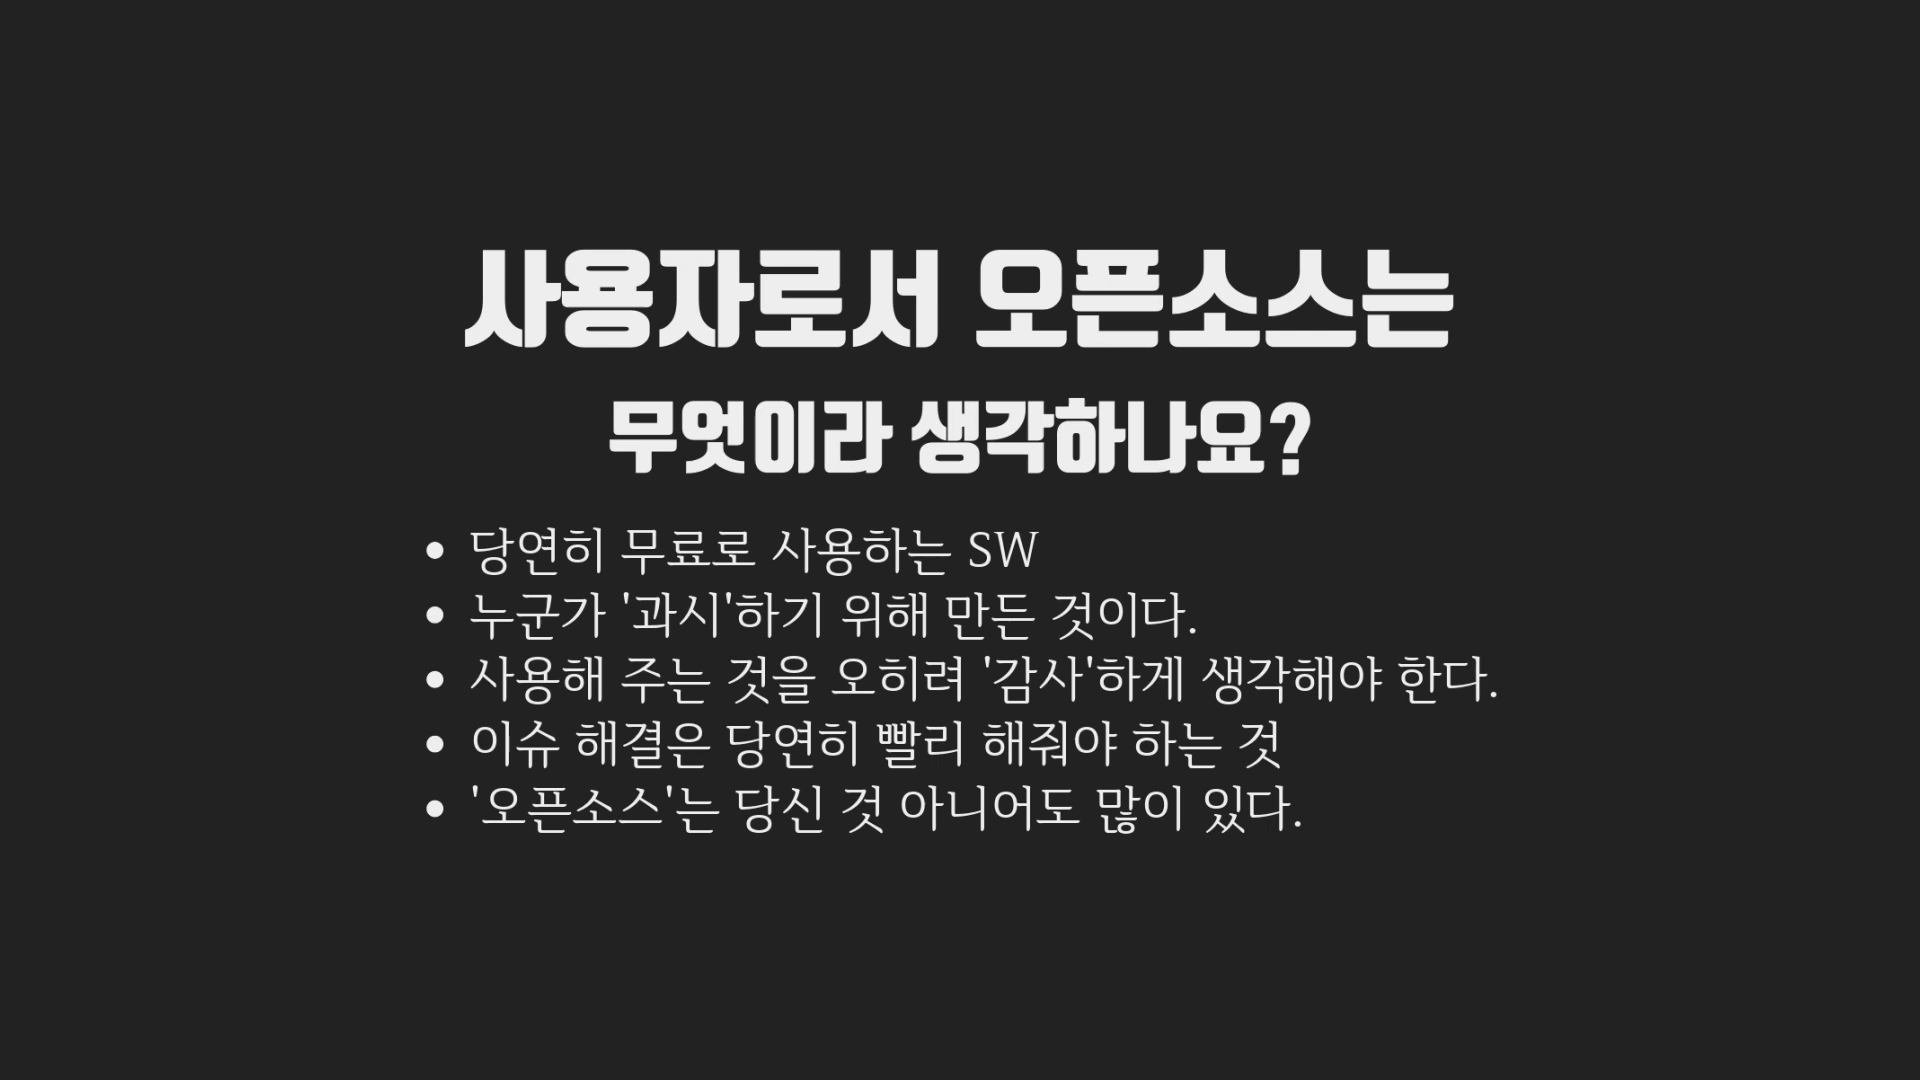 사용자로서 오픈소스는
무엇이라 생각하나요?
당연히 무료로 사용하는 SW
누군가 '과시'하기 위해 만든 것이다.
사용해 주는 것을 오히려 '감사'하게 생각해야 한다.
이슈 해결은 당연히 빨리 해줘야 하는 것
'오픈소스'는 당신 것 아니어도 많이 있다.